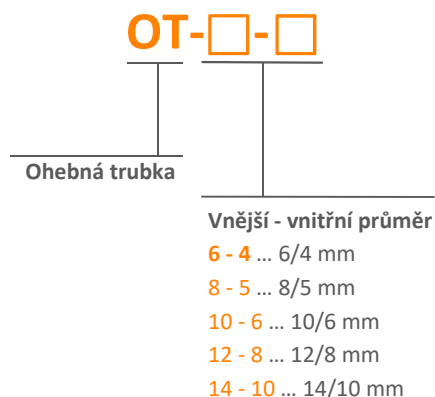 OT-□-□
Ohebná trubka
Vnější - vnitřní průměr
6 - 4 ... 6/4 mm
8 - 5 ... 8/5 mm
10 - 6 ... 10/6 mm
12 - 8 ... 12/8 mm
14 - 10 ... 14/10 mm